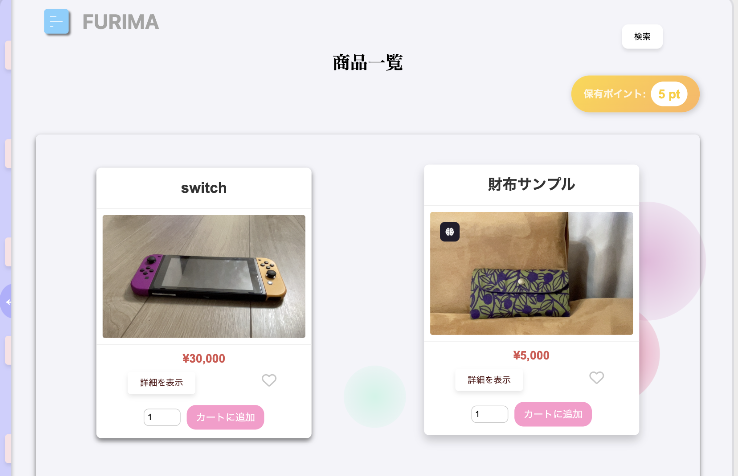 FURIMA
検索
商品一覧
保有ポイント: 5 pt
switch
財布サンプル
¥30,000
¥5,000
詳細を表示
詳細を表示
1 カートに追加
1 カートに追加